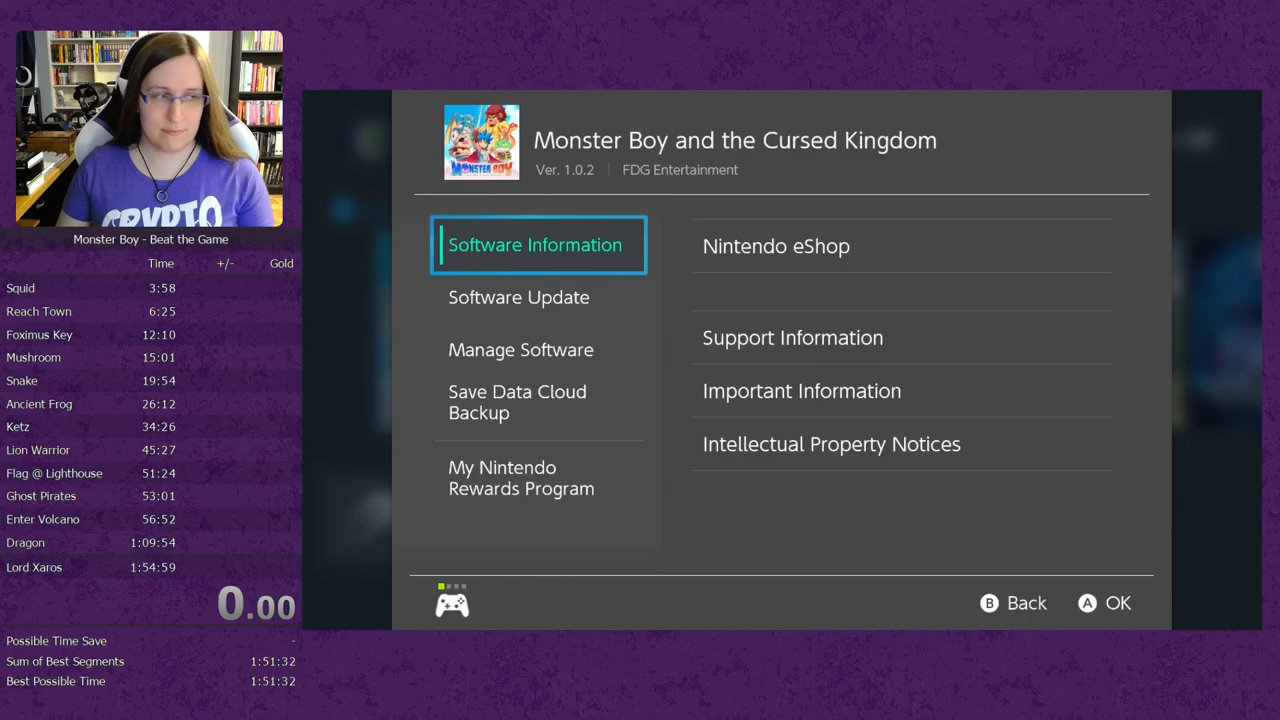 CRYPTO
Monster Boy - Beat the Game
Time +/- Gold
Squid 3:58
Reach Town 6:25
Foximus Key 12:10
Mushroom 15:01
Snake 19:54
Ancient Frog 26:12
Ketz 34:26
Lion Warrior 45:27
Flag @ Lighthouse 51:24
Ghost Pirates 53:01
Enter Volcano 56:52
Dragon 1:09:54
Lord Xaros 1:54:59
0.00
Possible Time Save -
Sum of Best Segments 1:51:32
Best Possible Time 1:51:32
MONSTER BOY
Monster Boy and the Cursed Kingdom
Ver. 1.0.2 | FDG Entertainment
Software Information
Software Update
Manage Software
Save Data Cloud
Backup
My Nintendo
Rewards Program
Nintendo eShop
Support Information
Important Information
Intellectual Property Notices
B Back A OK